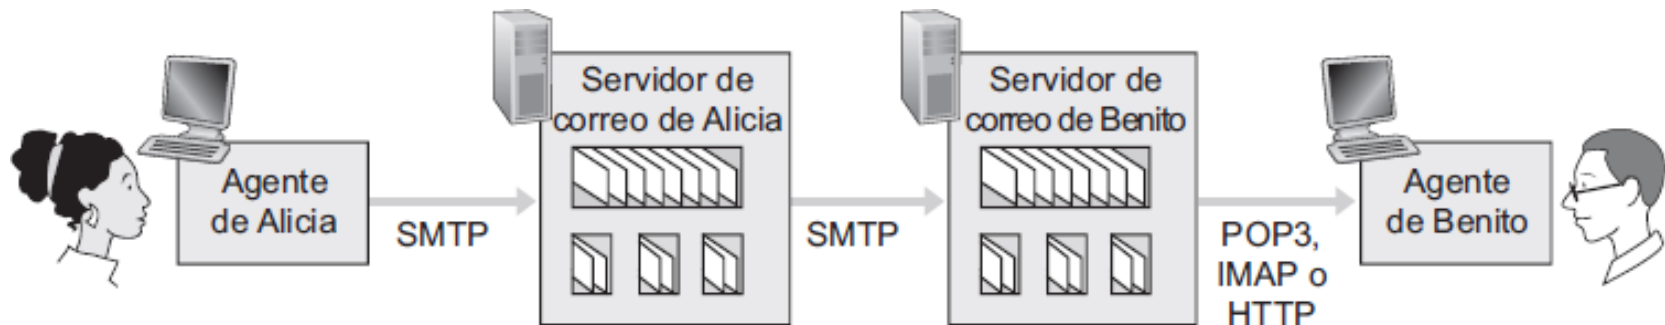 Agente
de Alicia
SMTP
Servidor de
correo de Alicia
SMTP
Servidor de
correo de Benito
POP3,
IMAP o
HTTP
Agente
de Benito